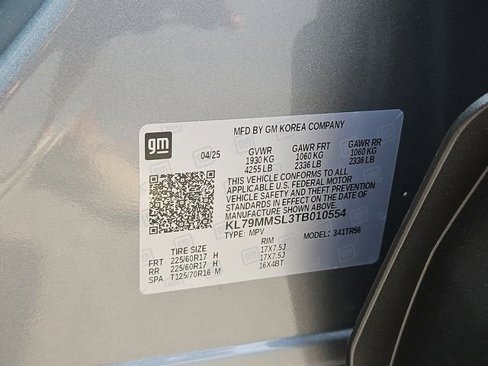 MFD BY GM KOREA COMPANY
gm
04/25 GVWR GAWR FRT GAWR RR
1930 KG 1060 KG 1060 KG
4255 LB 2336 LB 2336 LB
THIS VEHICLE CONFORMS TO ALL
APPLICABLE U.S. FEDERAL MOTOR
VEHICLE SAFETY AND THEFT PREVENTION
STANDARDS IN EFFECT ON THE DATE OF
MANUFACTURE SHOWN ABOVE.
KL79MMSL3TB010554
TYPE: MPV MODEL: 341TR56
TIRE SIZE RIM
FRT 225/60R17 H 17X7.5J
RR 225/60R17 H 17X7.5J
SPA T125/70R16 M 16X4BT